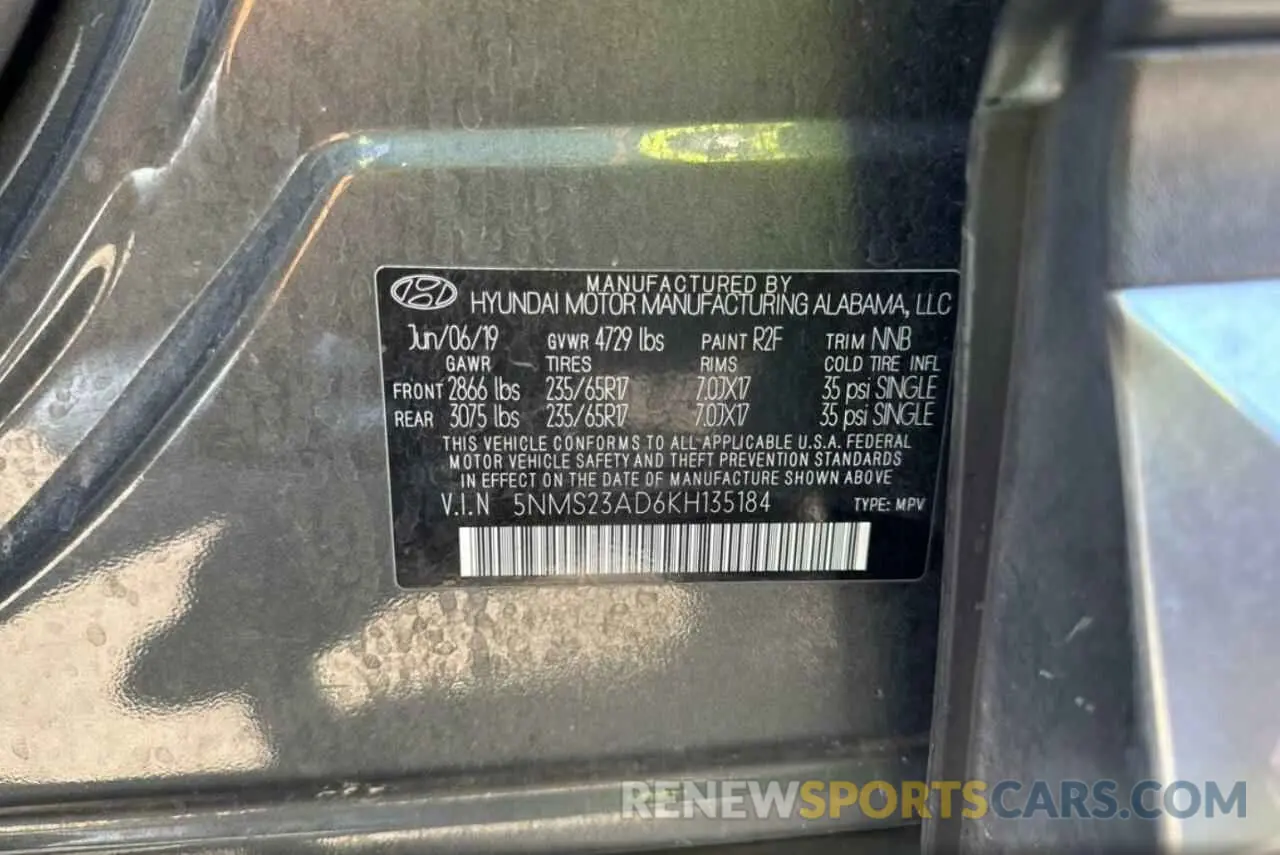 MANUFACTURED BY
HYUNDAI MOTOR MANUFACTURING ALABAMA, LLC
Jun/06/19 GVWR 4729 lbs PAINT R2F TRIM NNB
GAWR TIRES RIMS COLD TIRE INFL
FRONT 2866 lbs 235/65R17 7.0JX17 35 psi SINGLE
REAR 3075 lbs 235/65R17 7.0JX17 35 psi SINGLE
THIS VEHICLE CONFORMS TO ALL APPLICABLE U.S.A. FEDERAL
MOTOR VEHICLE SAFETY AND THEFT PREVENTION STANDARDS
IN EFFECT ON THE DATE OF MANUFACTURE SHOWN ABOVE
V.I.N 5NMS23AD6KH135184 TYPE: MPV
RENEWSPORTSCARS.COM